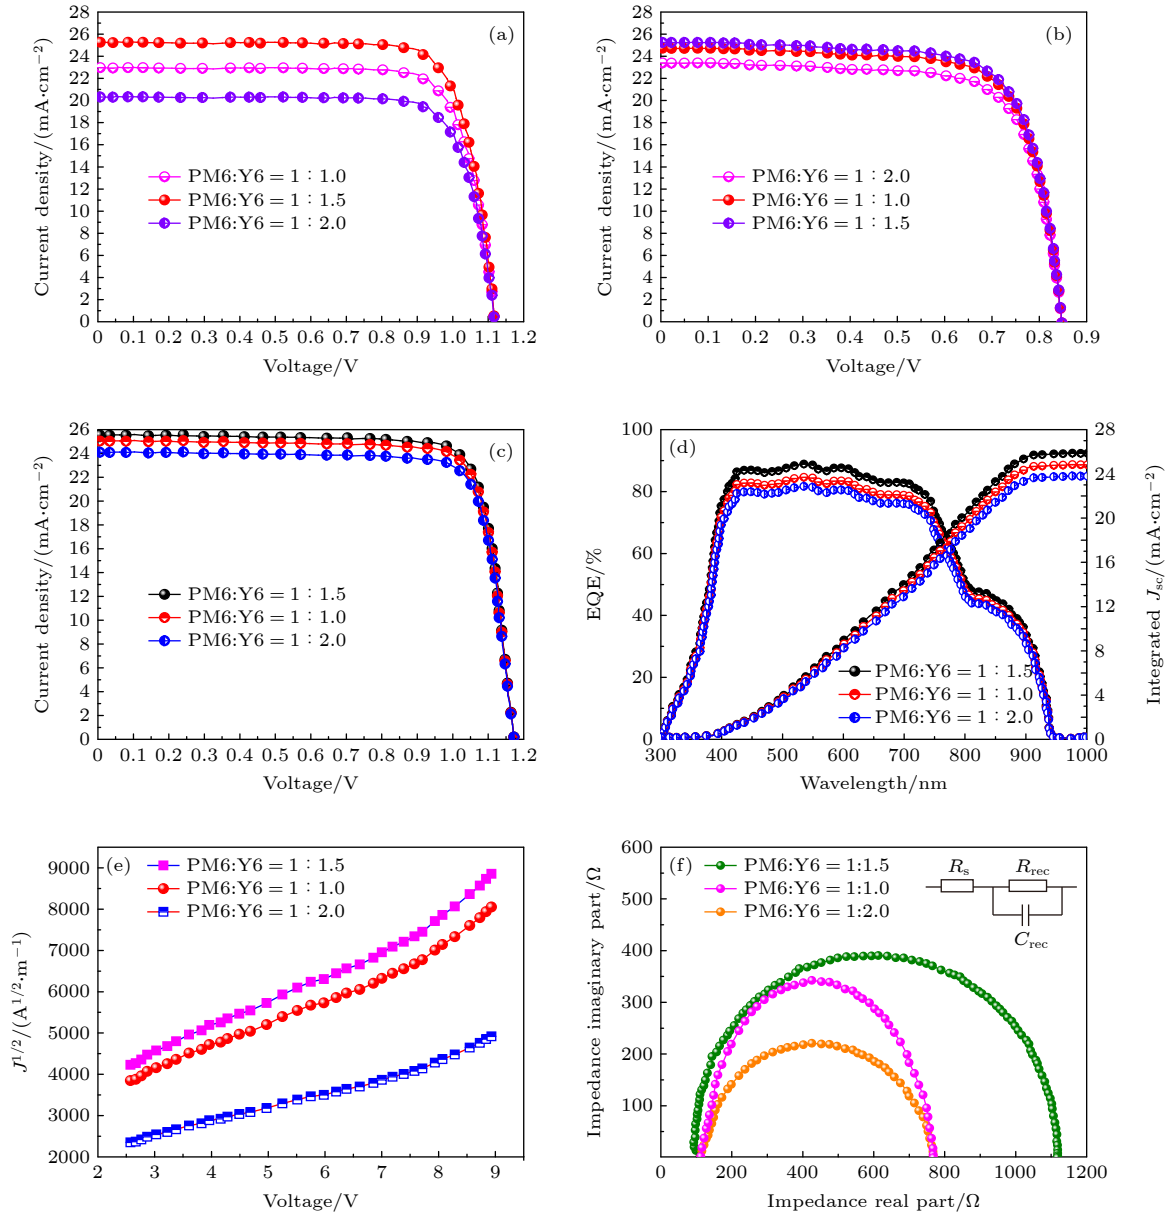 28
26
24
22
20
18
16
14
12
10
8
6
4
2
0
Current density/(mA·cm−2)
(a)
PM6:Y6 = 1∶1.0
PM6:Y6 = 1∶1.5
PM6:Y6 = 1∶2.0
0 0.1 0.2 0.3 0.4 0.5 0.6 0.7 0.8 0.9 1.0 1.1 1.2
Voltage/V
28
26
24
22
20
18
16
14
12
10
8
6
4
2
0
Current density/(mA·cm−2)
(b)
PM6:Y6 = 1∶2.0
PM6:Y6 = 1∶1.0
PM6:Y6 = 1∶1.5
0 0.1 0.2 0.3 0.4 0.5 0.6 0.7 0.8 0.9
Voltage/V
26
24
22
20
18
16
14
12
10
8
6
4
2
0
Current density/(mA·cm−2)
(c)
PM6:Y6 = 1∶1.5
PM6:Y6 = 1∶1.0
PM6:Y6 = 1∶2.0
0 0.1 0.2 0.3 0.4 0.5 0.6 0.7 0.8 0.9 1.0 1.1 1.2
Voltage/V
100
80
60
40
20
0
EQE/%
(d)
PM6:Y6 = 1∶1.5
PM6:Y6 = 1∶1.0
PM6:Y6 = 1∶2.0
28
24
20
16
12
8
4
0
Integrated Jsc/(mA·cm−2)
300 400 500 600 700 800 900 1000
Wavelength/nm
9000
8000
7000
6000
5000
4000
3000
2000
J1/2/(A1/2·m−1)
(e)
PM6:Y6 = 1∶1.5
PM6:Y6 = 1∶1.0
PM6:Y6 = 1∶2.0
2 3 4 5 6 7 8 9
Voltage/V
600
500
400
300
200
100
Impedance imaginary part/Ω
(f)
PM6:Y6 = 1:1.5
PM6:Y6 = 1:1.0
PM6:Y6 = 1:2.0
Rs
Rrec
Crec
0 200 400 600 800 1000 1200
Impedance real part/Ω